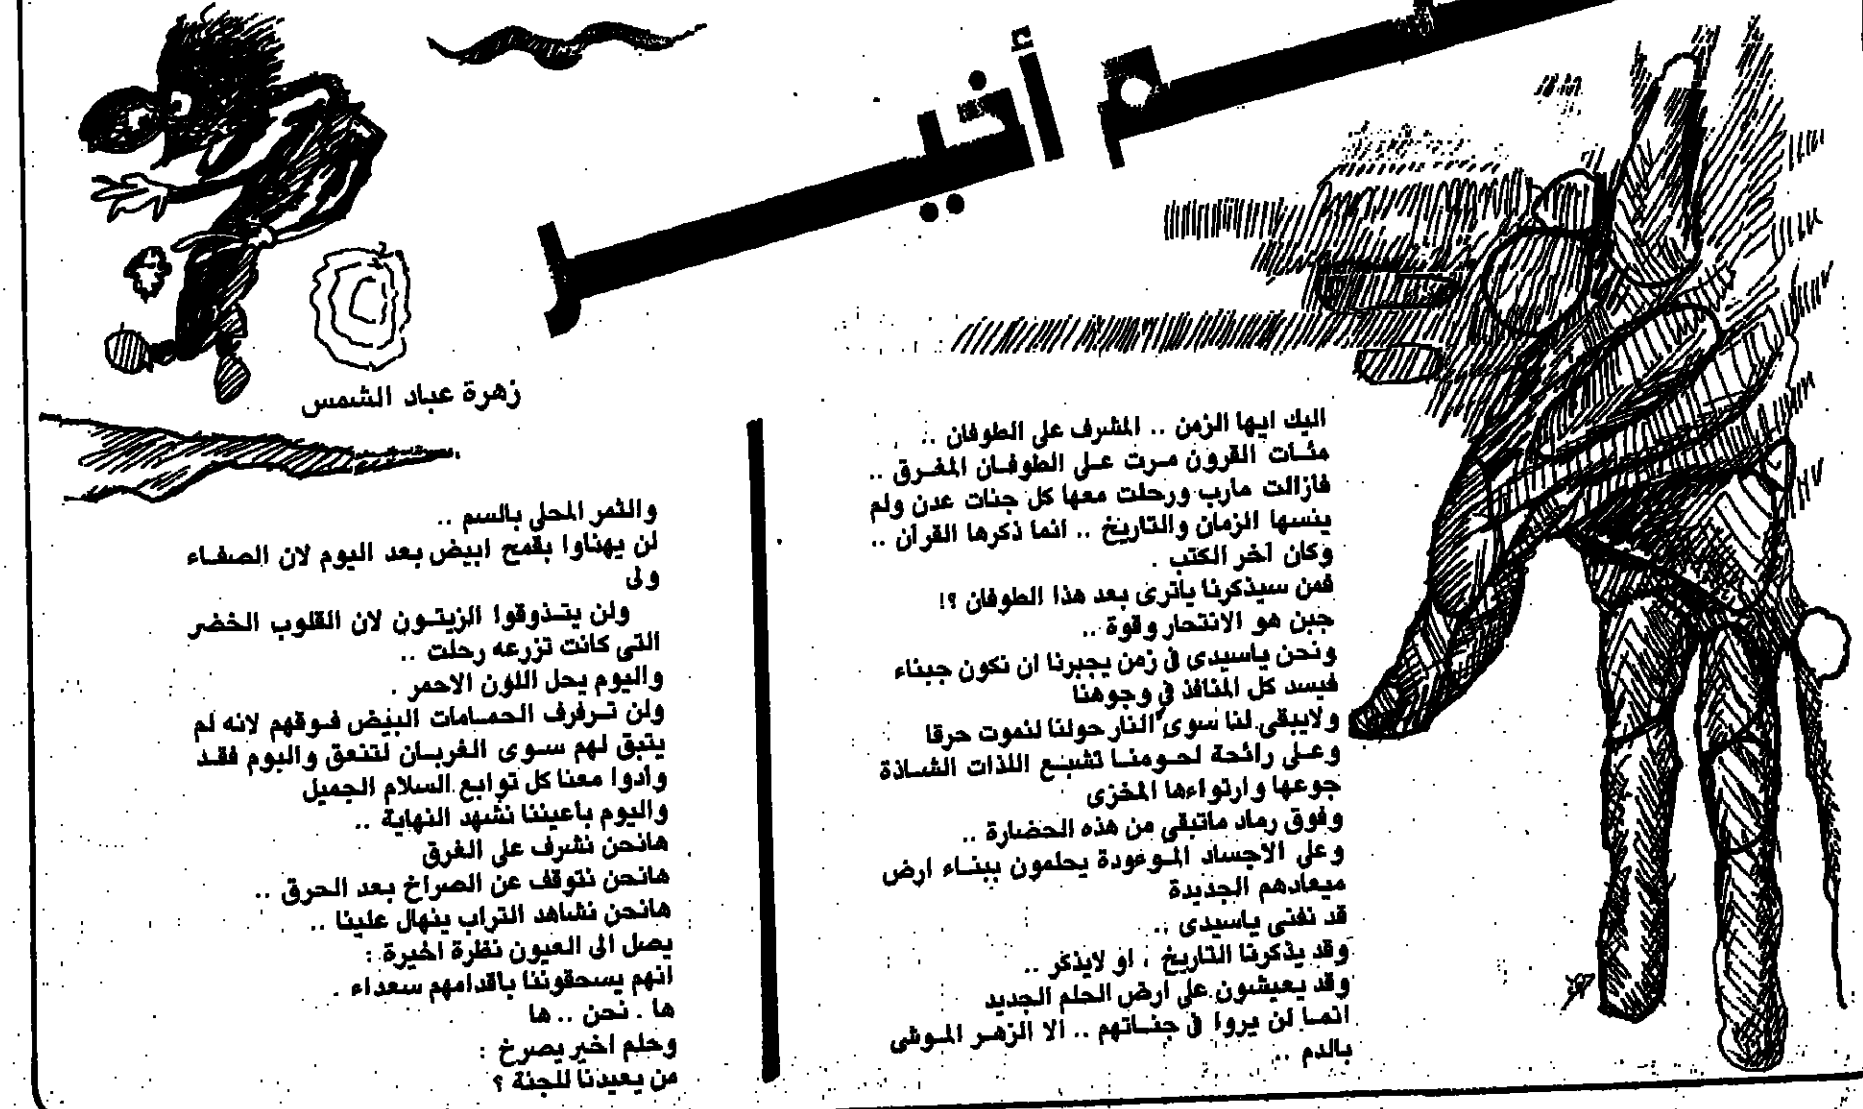 ـم أخير
زهرة عباد الشمس
اليك ايها الزمن .. المشرف على الطوفان ..
مئات القرون مرت على الطوفان المغرق ..
فازالت مارب ورحلت معها كل جنات عدن ولم
ينسها الزمان والتاريخ .. انما ذكرها القرآن ..
وكان آخر الكتب .
فمن سيذكرنا ياترى بعد هذا الطوفان ؟!
جبن هو الانتحار وقوة ..
ونحن ياسيدى في زمن يجبرنا ان نكون جبناء
فيسد كل المنافذ في وجوهنا
ولايبقى لنا سوى النار حولنا لنموت حرقا
وعلى رائحة لحومنا تشبع اللذات الشاذة
جوعها وارتواءها المخزى
وفوق رماد ماتبقى من هذه الحضارة ..
وعلى الاجساد الموءودة يحلمون ببناء ارض
ميعادهم الجديدة
قد نفنى ياسيدى ..
وقد يذكرنا التاريخ ، او لايذكر ..
وقد يعيشون على ارض الحلم الجديد
انما لن يروا في جناتهم .. الا الزهر الموشى
بالدم ..
والثمر المحلى بالسم ..
لن يهناوا بقمح ابيض بعد اليوم لان الصفاء
ولى
ولن يتذوقوا الزيتون لان القلوب الخضر
التى كانت تزرعه رحلت ..
واليوم يحل اللون الاحمر .
ولن ترفرف الحمامات البيض فوقهم لانه لم
يتبق لهم سوى الغربان لتنعق والبوم فقد
وأدوا معنا كل توابع السلام الجميل
واليوم بأعيننا نشهد النهاية ..
هانحن نشرف على الغرق
هانحن نتوقف عن الصراخ بعد الحرق ..
هانحن نشاهد التراب ينهال علينا ..
يصل الى العيون نظرة اخيرة :
انهم يسحقوننا باقدامهم سعداء .
ها . نحن .. ها
وحلم اخير يصرخ :
من يعيدنا للجنة ؟